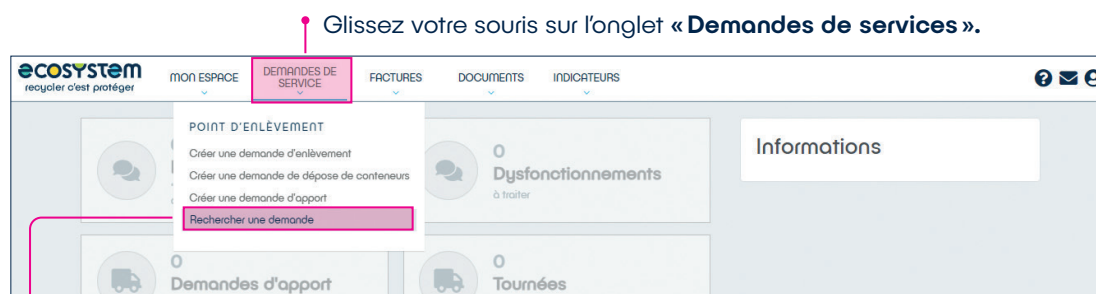 Glissez votre souris sur l'onglet « Demandes de services ».
ecosystem
recycler c'est protéger
MON ESPACE
DEMANDES DE
SERVICE
FACTURES
DOCUMENTS
INDICATEURS
POINT D'ENLÈVEMENT
Créer une demande d'enlèvement
Créer une demande de dépose de conteneurs
Créer une demande d'apport
Rechercher une demande
0
Dysfonctionnements
à traiter
Informations
0
Demandes d'apport
0
Tournées